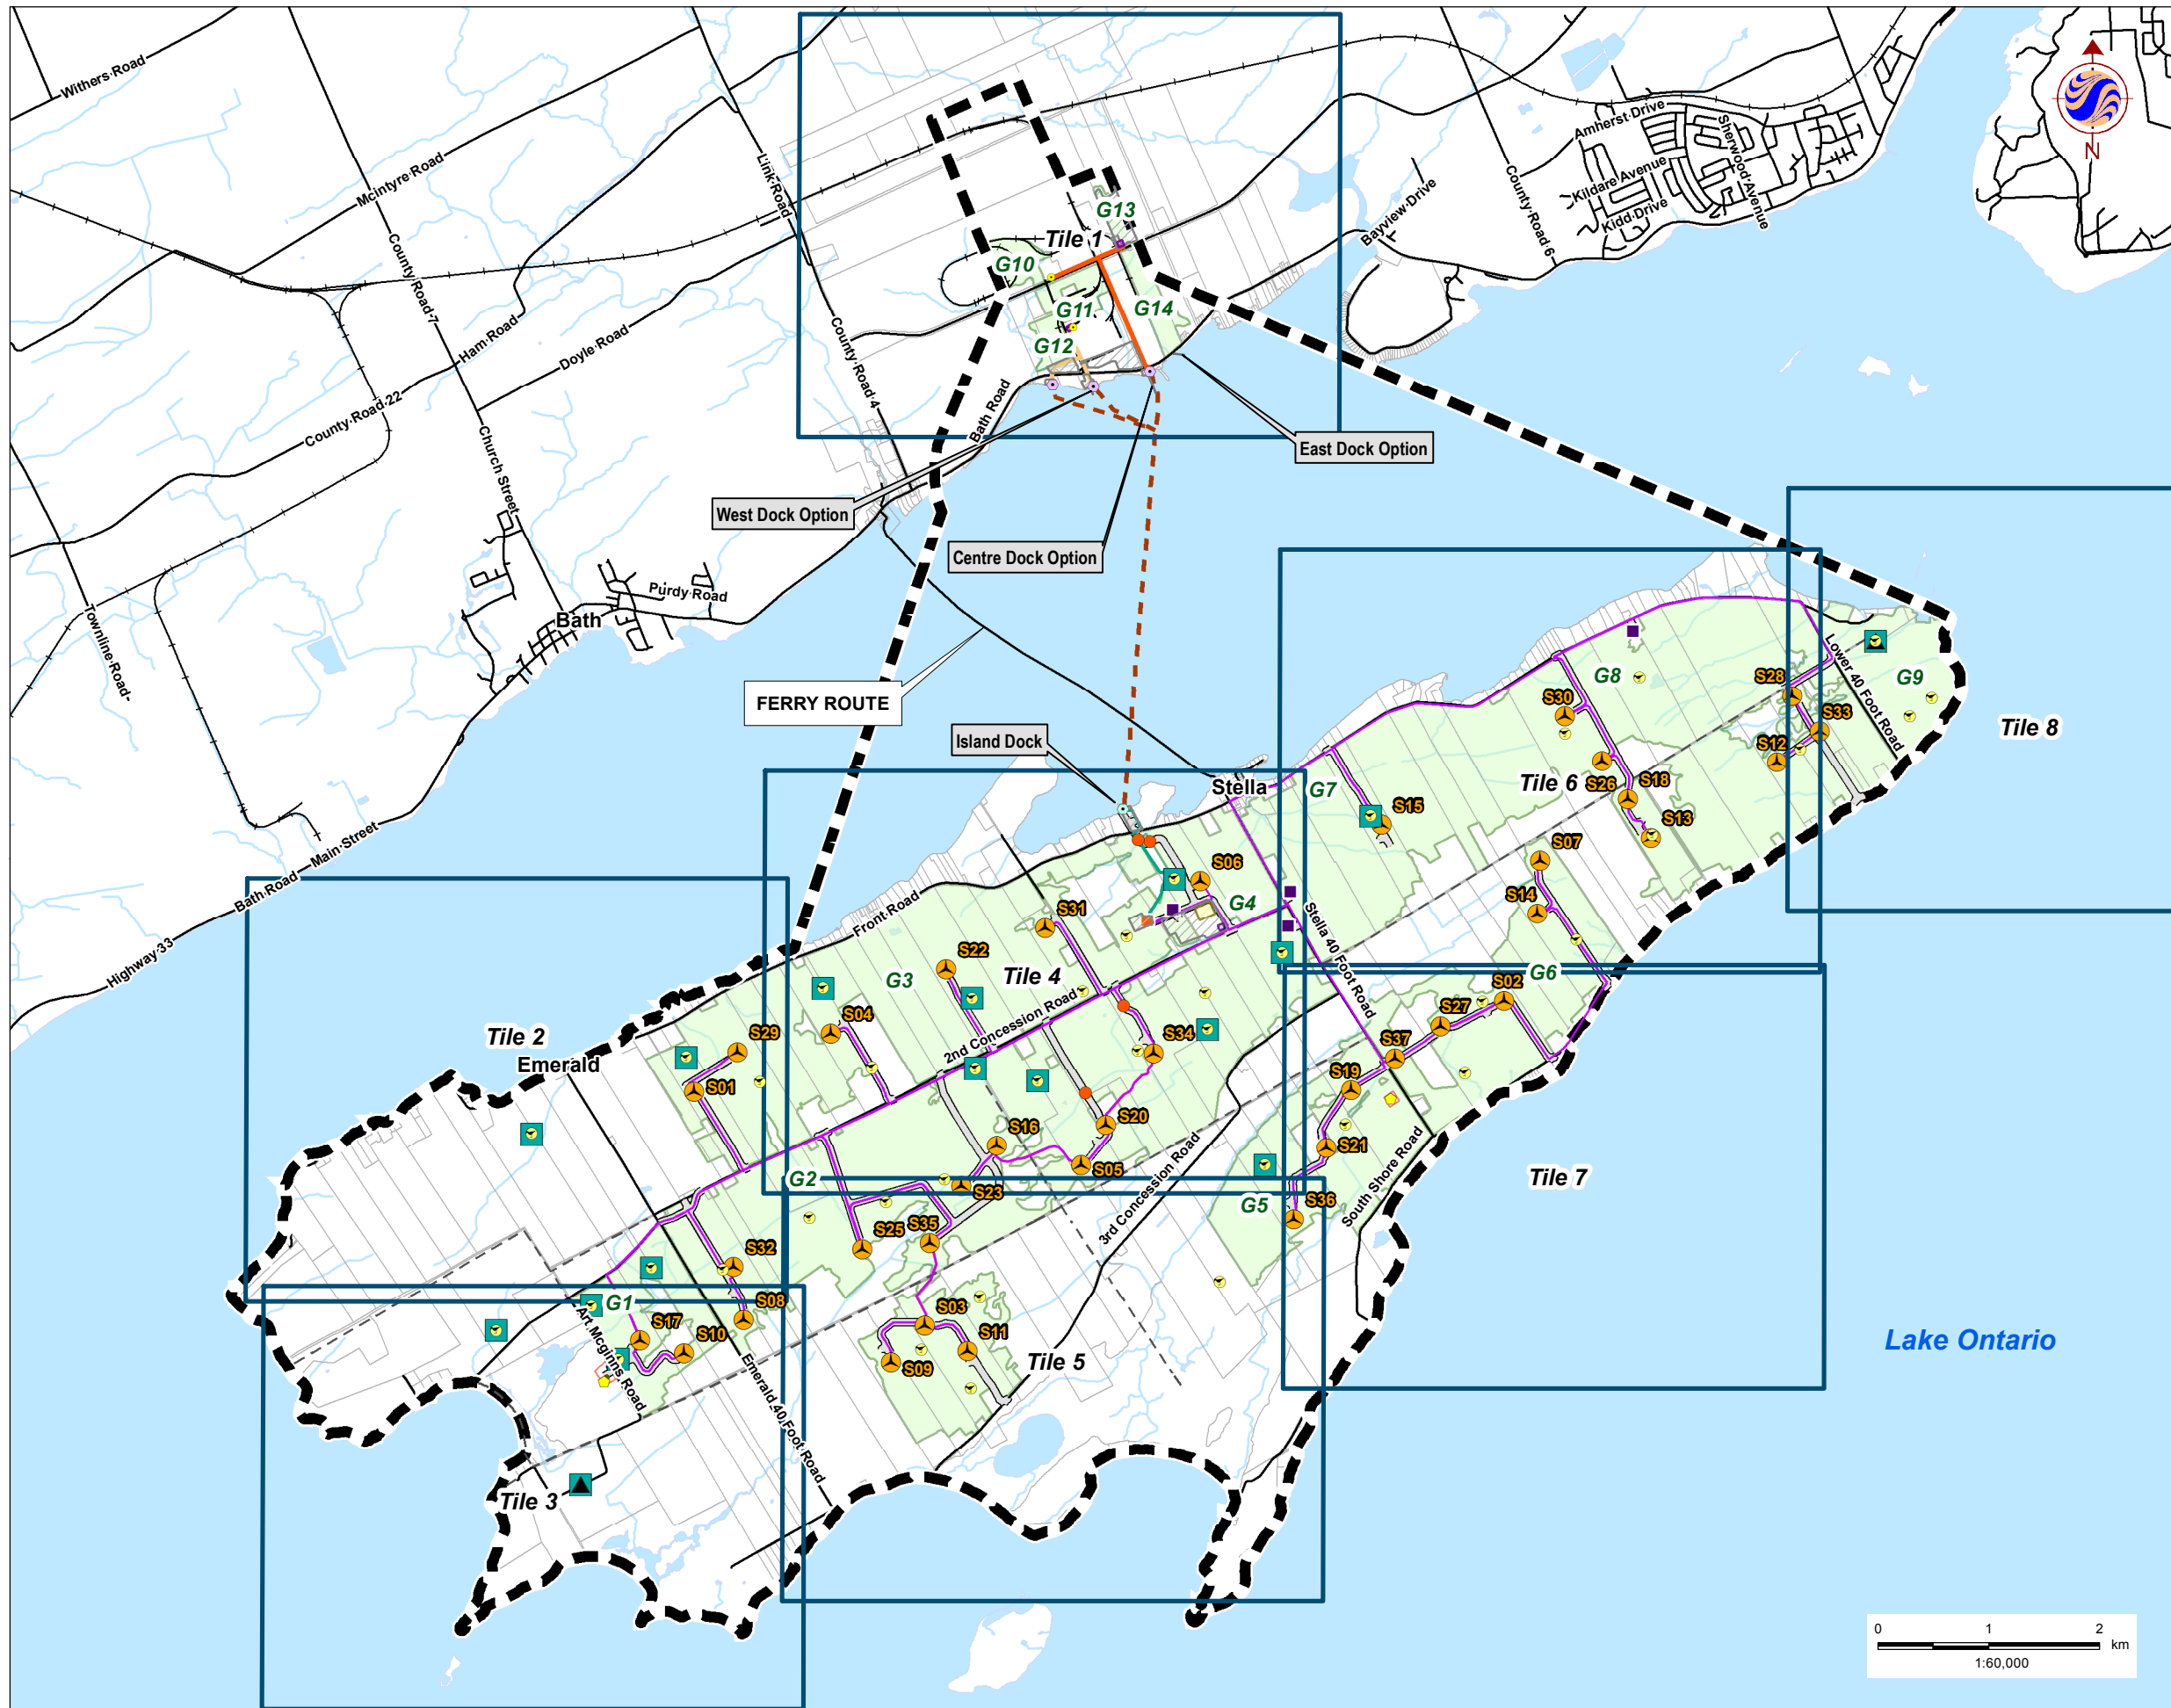 Withers Road
Mcintyre Road
Link Road
County Road 7
County Road 4
Ham Road
Doyle Road
County Road 22
Church Street
Townline Road
Purdy Road
Bath
Main Street
Bath Road
Highway 33
Bath Road
Amherst Drive
Sherwood Avenue
Kildare Avenue
Kidd Drive
County Road 6
Bayview Drive
N
G13
Tile 1
G10
G11
G14
G12
East Dock Option
West Dock Option
Centre Dock Option
FERRY ROUTE
Island Dock
Stella
G7
G8
G9
Lower 40 Foot Road
Tile 8
S28
S33
S12
S30
S26
S18
S13
Tile 6
S15
S07
S14
S06
G4
Stella 40 Foot Road
S31
Front Road
S22
G3
Tile 4
S04
2nd Concession Road
S34
S02
G6
S27
S37
S19
S21
S36
G5
South Shore Road
Tile 7
3rd Concession Road
S20
S05
S16
S23
Tile 2
Emerald
S29
S01
G2
S25
S35
S32
S08
G1
S17
S10
Art Mcginns Road
Emerald 40 Foot Road
S03
S11
S09
Tile 5
Tile 3
Lake Ontario
0 1 2
km
1:60,000